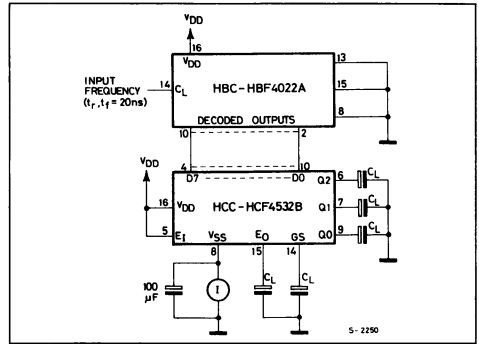 VDD
16
VDD
INPUT
FREQUENCY
(tr,tf = 20ns)
14
CL
HBC-HBF4022A
13
15
8
DECODED OUTPUTS
10
2
VDD
4
10
D7
D0
Q2
6
CL
16
VDD
HCC-HCF4532B
Q1
7
CL
5
EI
VSS
EO
GS
Q0
9
CL
8
15
14
100
μF
I
CL
CL
S-2250